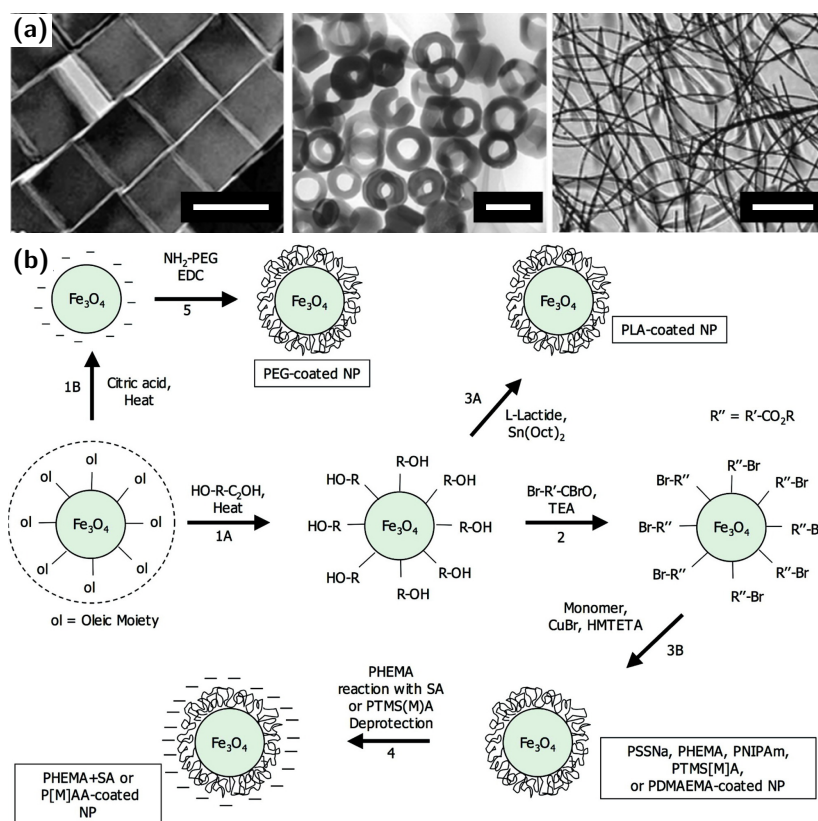 (a)
(b)
Fe₃O₄
NH₂-PEG
EDC
5
Fe₃O₄
PEG-coated NP
Fe₃O₄
PLA-coated NP
1B
Citric acid,
Heat
3A
L-Lactide,
Sn(Oct)₂
R″ = R′-CO₂R
ol
ol
ol
ol
ol
ol
ol
ol
Fe₃O₄
ol = Oleic Moiety
HO-R-C₂OH,
Heat
1A
R-OH
HO-R
R-OH
HO-R
Fe₃O₄
R-OH
HO-R
R-OH
R-OH
Br-R′-CBrO,
TEA
2
R″-Br
Br-R″
R″-Br
Br-R″
Fe₃O₄
R″-B
Br-R″
R″-Br
R″-Br
Monomer,
CuBr, HMTETA
3B
Fe₃O₄
PSSNa, PHEMA, PNIPAm,
PTMS[M]A,
or PDMAEMA-coated NP
PHEMA
reaction with SA
or PTMS(M)A
Deprotection
4
Fe₃O₄
PHEMA+SA or
P[M]AA-coated
NP